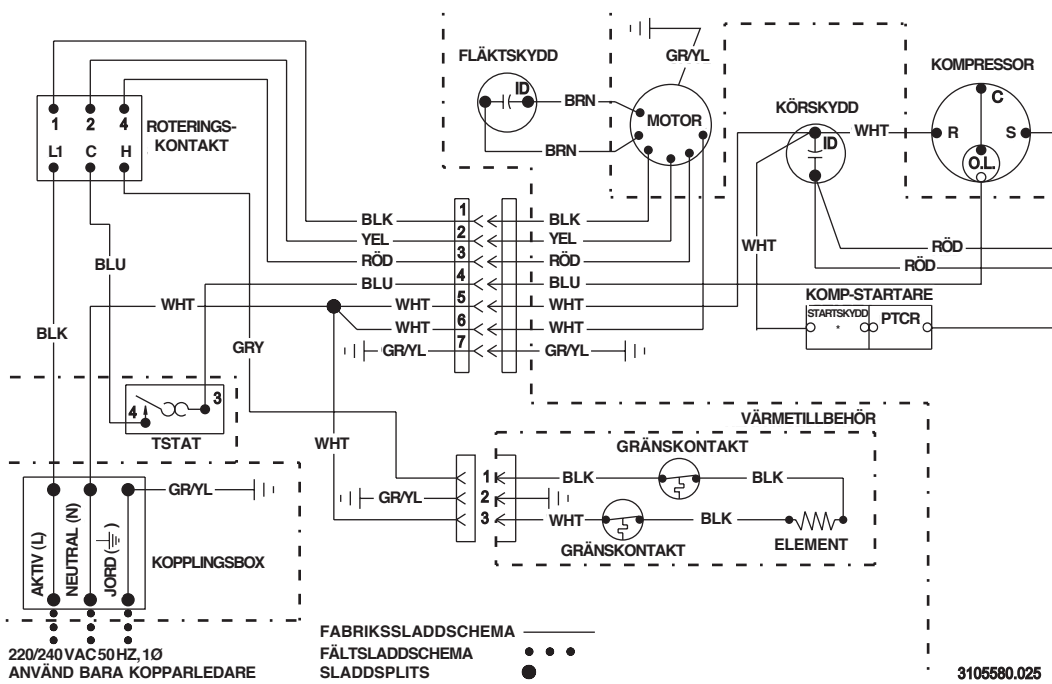 FLÄKTSKYDD
ID
BRN
BRN
GR/YL
MOTOR
KÖRSKYDD
ID
WHT
KOMPRESSOR
C
R
S
O.L.
1 2 4
L1 C H
ROTERINGS-
KONTAKT
BLK
YEL
RÖD
BLU
WHT
WHT
WHT
GR/YL
1
2
3
4
5
6
7
BLK
YEL
RÖD
BLU
WHT
WHT
GR/YL
WHT
RÖD
RÖD
KOMP-STARTARE
STARTSKYDD
*
PTCR
BLU
BLK
GRY
4
3
TSTAT
WHT
GR/YL
1
2
3
VÄRMETILLBEHÖR
GRÄNSKONTAKT
BLK
BLK
WHT
BLK
GRÄNSKONTAKT
ELEMENT
GR/YL
AKTIV (L)
NEUTRAL (N)
JORD ( )
KOPPLINGSBOX
220/240 VAC 50 HZ, 1Ø
ANVÄND BARA KOPPARLEDARE
FABRIKSSLADDSCHEMA
FÄLTSLADDSCHEMA
SLADDSPLITS
3105580.025